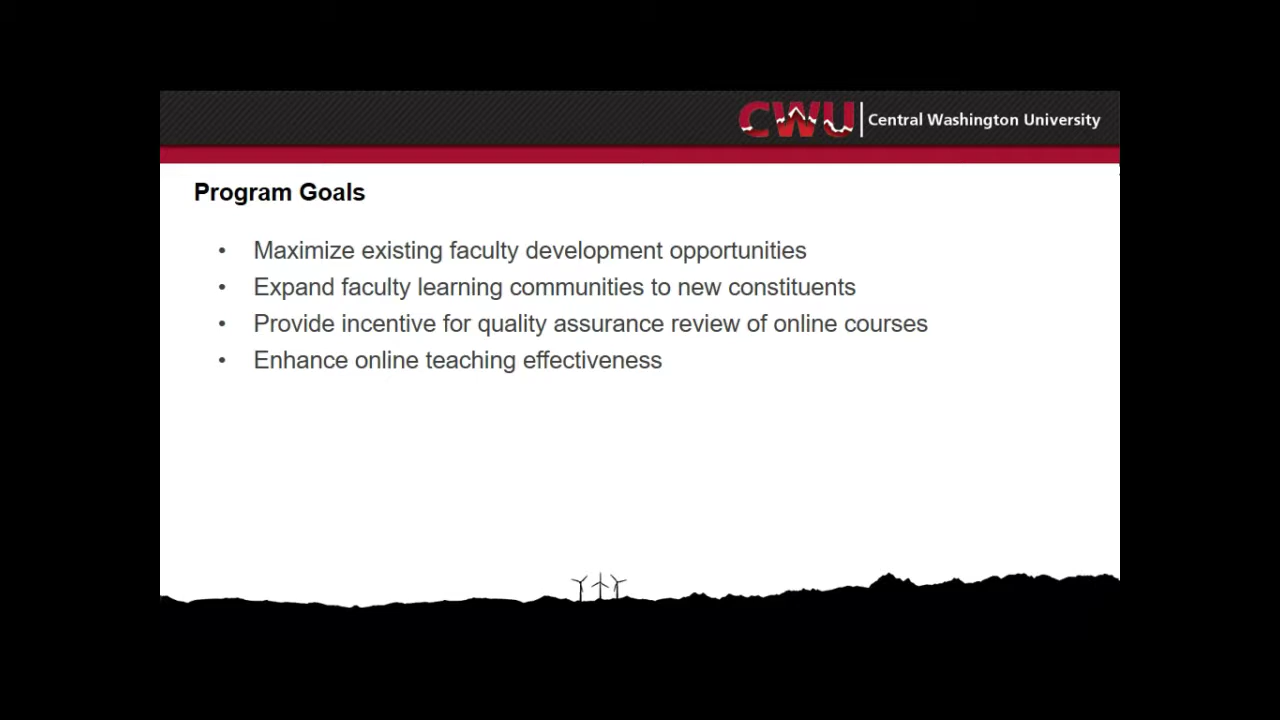 CWU Central Washington University
Program Goals
• Maximize existing faculty development opportunities
• Expand faculty learning communities to new constituents
• Provide incentive for quality assurance review of online courses
• Enhance online teaching effectiveness